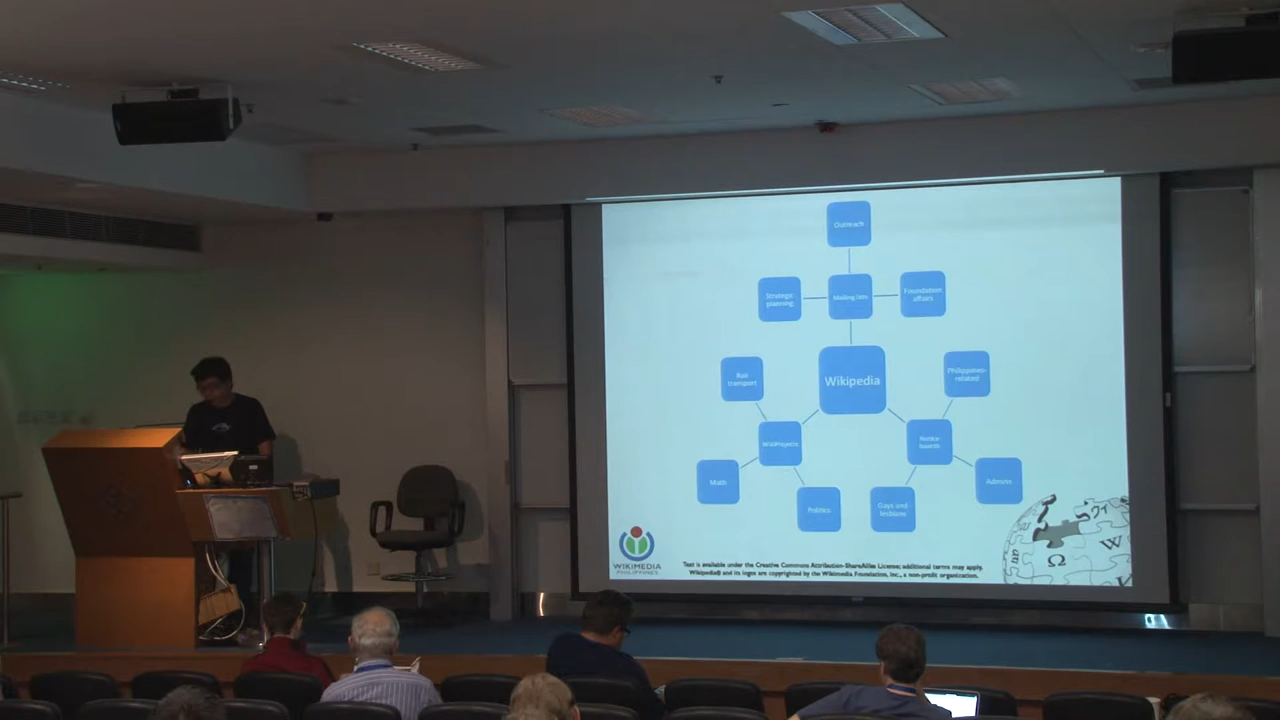 Outreach
Strategic
planning
Mailing lists
Foundation
affairs
Wikipedia
Rail
transport
Philippines-
related
WikiProjects
Notice
boards
Math
Politics
Gays and
lesbians
Admins
WIKIMEDIA
PHILIPPINES
Text is available under the Creative Commons Attribution-ShareAlike License; additional terms may apply.
Wikipedia® and its logos are copyrighted by the Wikimedia Foundation, Inc., a non-profit organization.
Ω
W